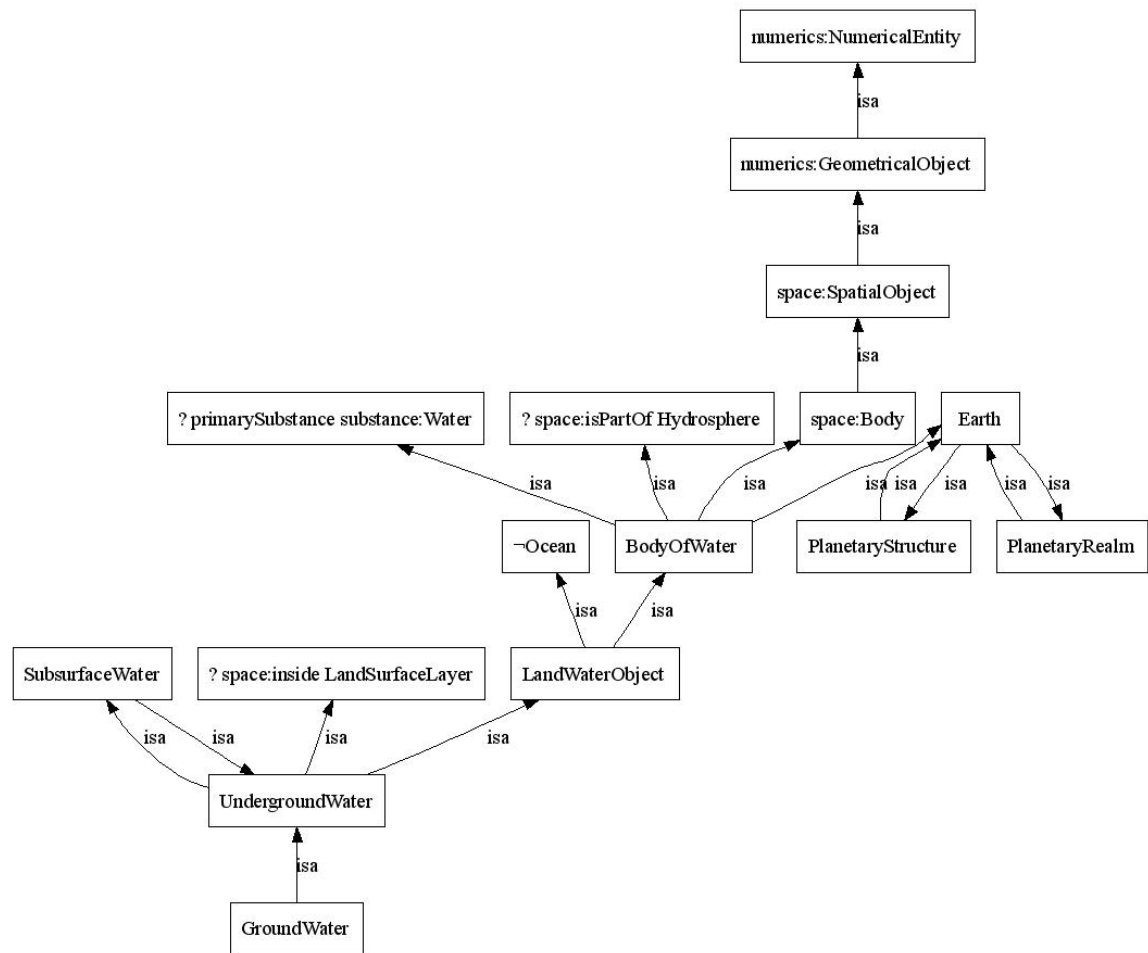 numerics:NumericalEntity
isa
numerics:GeometricalObject
isa
space:SpatialObject
isa
? primarySubstance substance:Water
? space:isPartOf Hydrosphere
space:Body
Earth
isa
isa
isa
isa
isa
isa
isa
isa
¬Ocean
BodyOfWater
PlanetaryStructure
PlanetaryRealm
isa
isa
SubsurfaceWater
? space:inside LandSurfaceLayer
LandWaterObject
isa
isa
isa
isa
UndergroundWater
isa
GroundWater